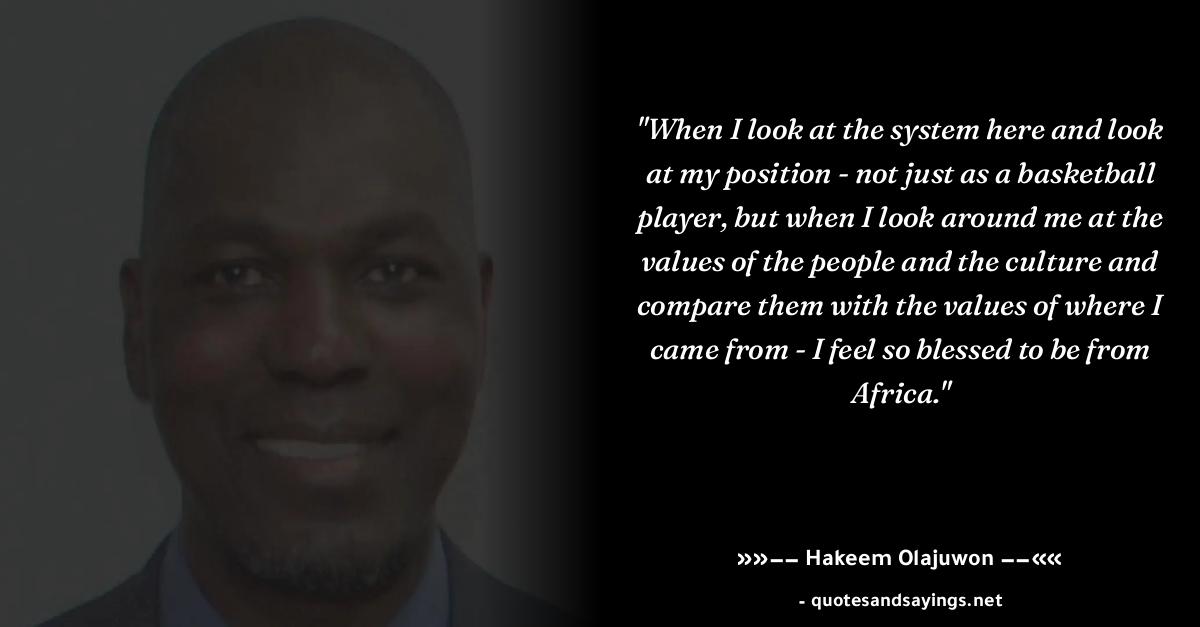 "When I look at the system here and look
at my position - not just as a basketball
player, but when I look around me at the
values of the people and the culture and
compare them with the values of where I
came from - I feel so blessed to be from
Africa."
»»−− Hakeem Olajuwon −−««
- quotesandsayings.net